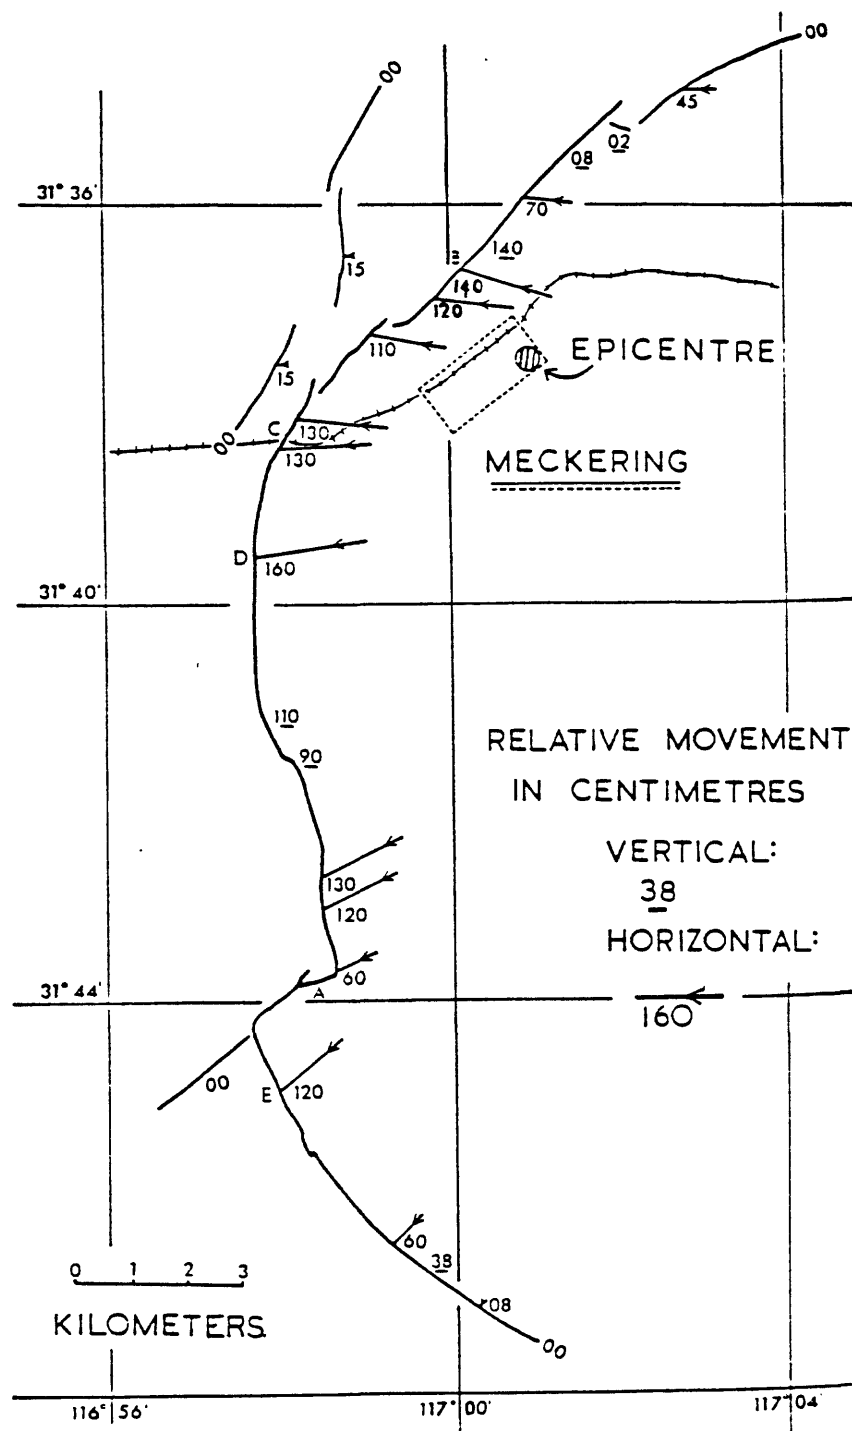 00
00
45
02
08
31° 36'
70
140
15
B
140
120
110
EPICENTRE
15
C
00
130
130
MECKERING
D
160
31° 40'
110
90
RELATIVE MOVEMENT
IN CENTIMETRES
VERTICAL:
38
HORIZONTAL:
160
130
120
60
31° 44'
A
00
E
120
60
38
08
00
0 1 2 3
KILOMETERS
116° 56'
117° 00'
117° 04'